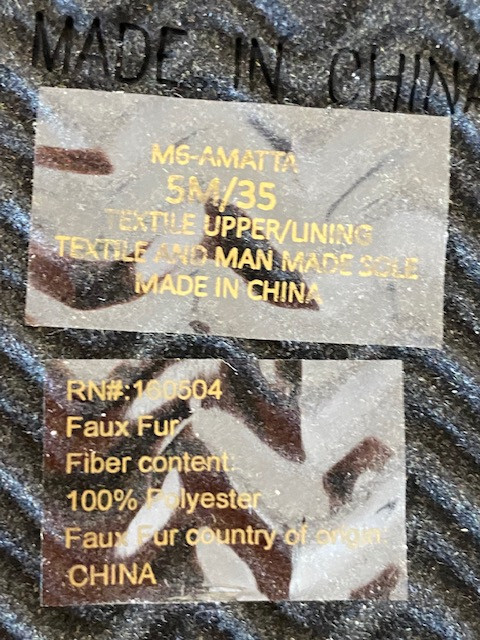 MADE IN CHINA
M6-AMATTA
5M/35
TEXTILE UPPER/LINING
TEXTILE AND MAN MADE SOLE
MADE IN CHINA
RN#:160504
Faux Fur
Fiber content:
100% Polyester
Faux Fur country of origin:
CHINA